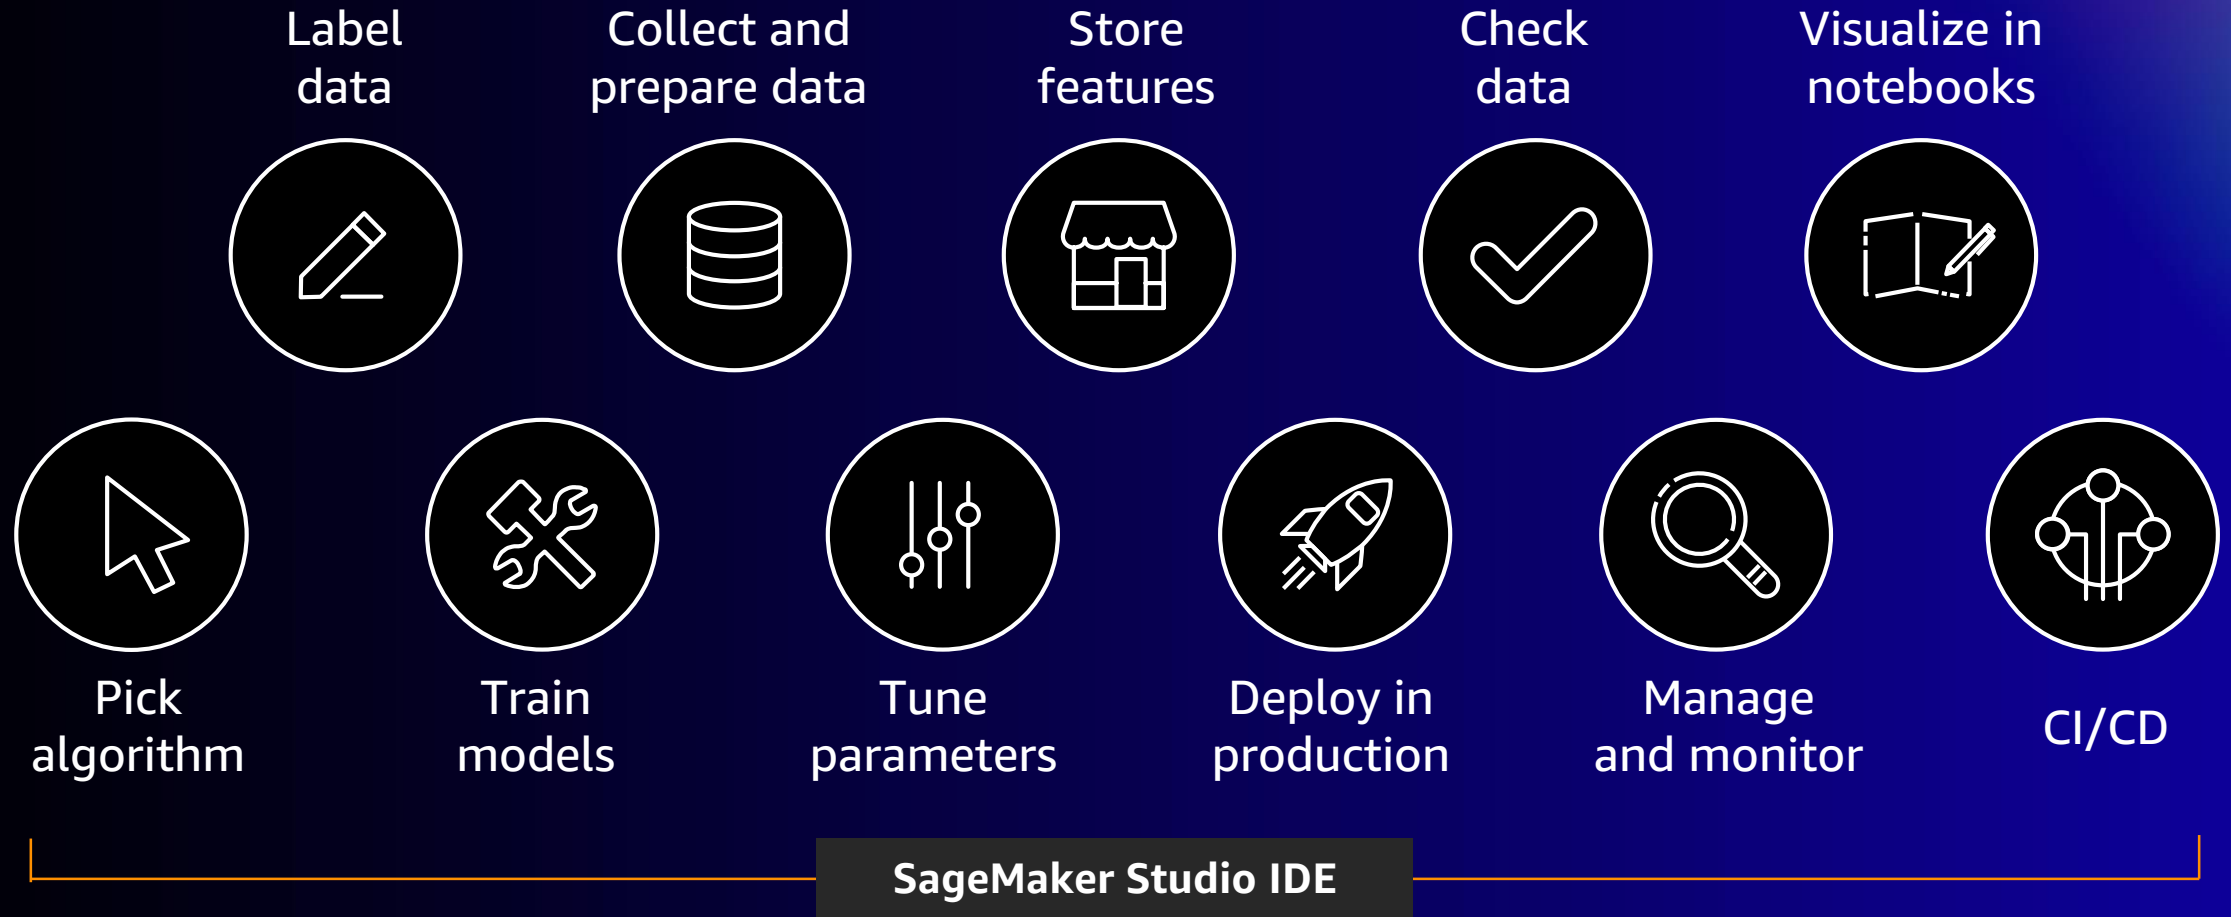 Label
data
Collect and
prepare data
Store
features
Check
data
Visualize in
notebooks
Pick
algorithm
Train
models
Tune
parameters
Deploy in
production
Manage
and monitor
CI/CD
SageMaker Studio IDE